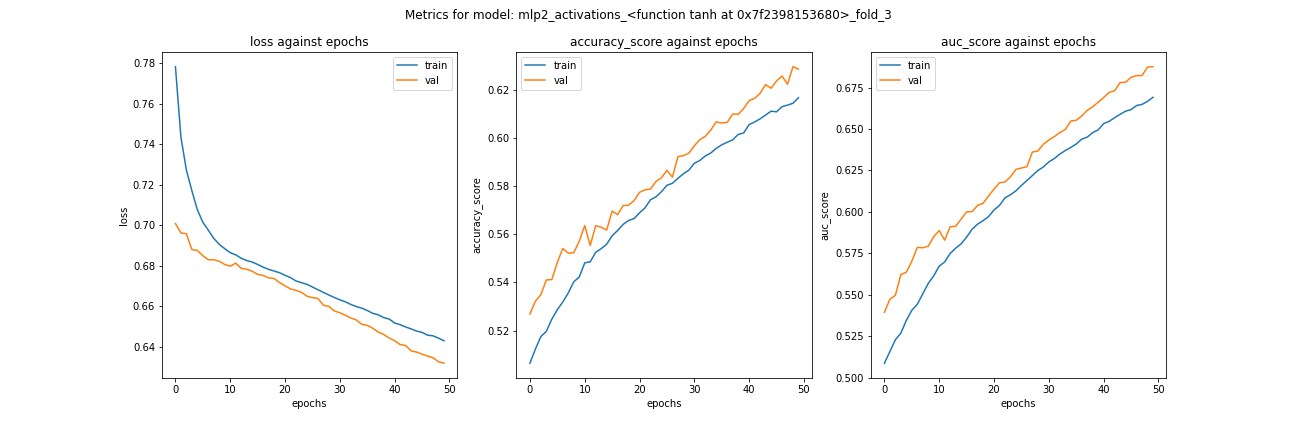 Metrics for model: mlp2_activations_<function tanh at 0x7f2398153680>_fold_3
loss against epochs
train
val
0.78
0.76
0.74
0.72
0.70
0.68
0.66
0.64
loss
0
10
20
30
40
50
epochs
accuracy_score against epochs
train
val
0.62
0.60
0.58
0.56
0.54
0.52
accuracy_score
0
10
20
30
40
50
epochs
auc_score against epochs
train
val
0.675
0.650
0.625
0.600
0.575
0.550
0.525
0.500
auc_score
0
10
20
30
40
50
epochs